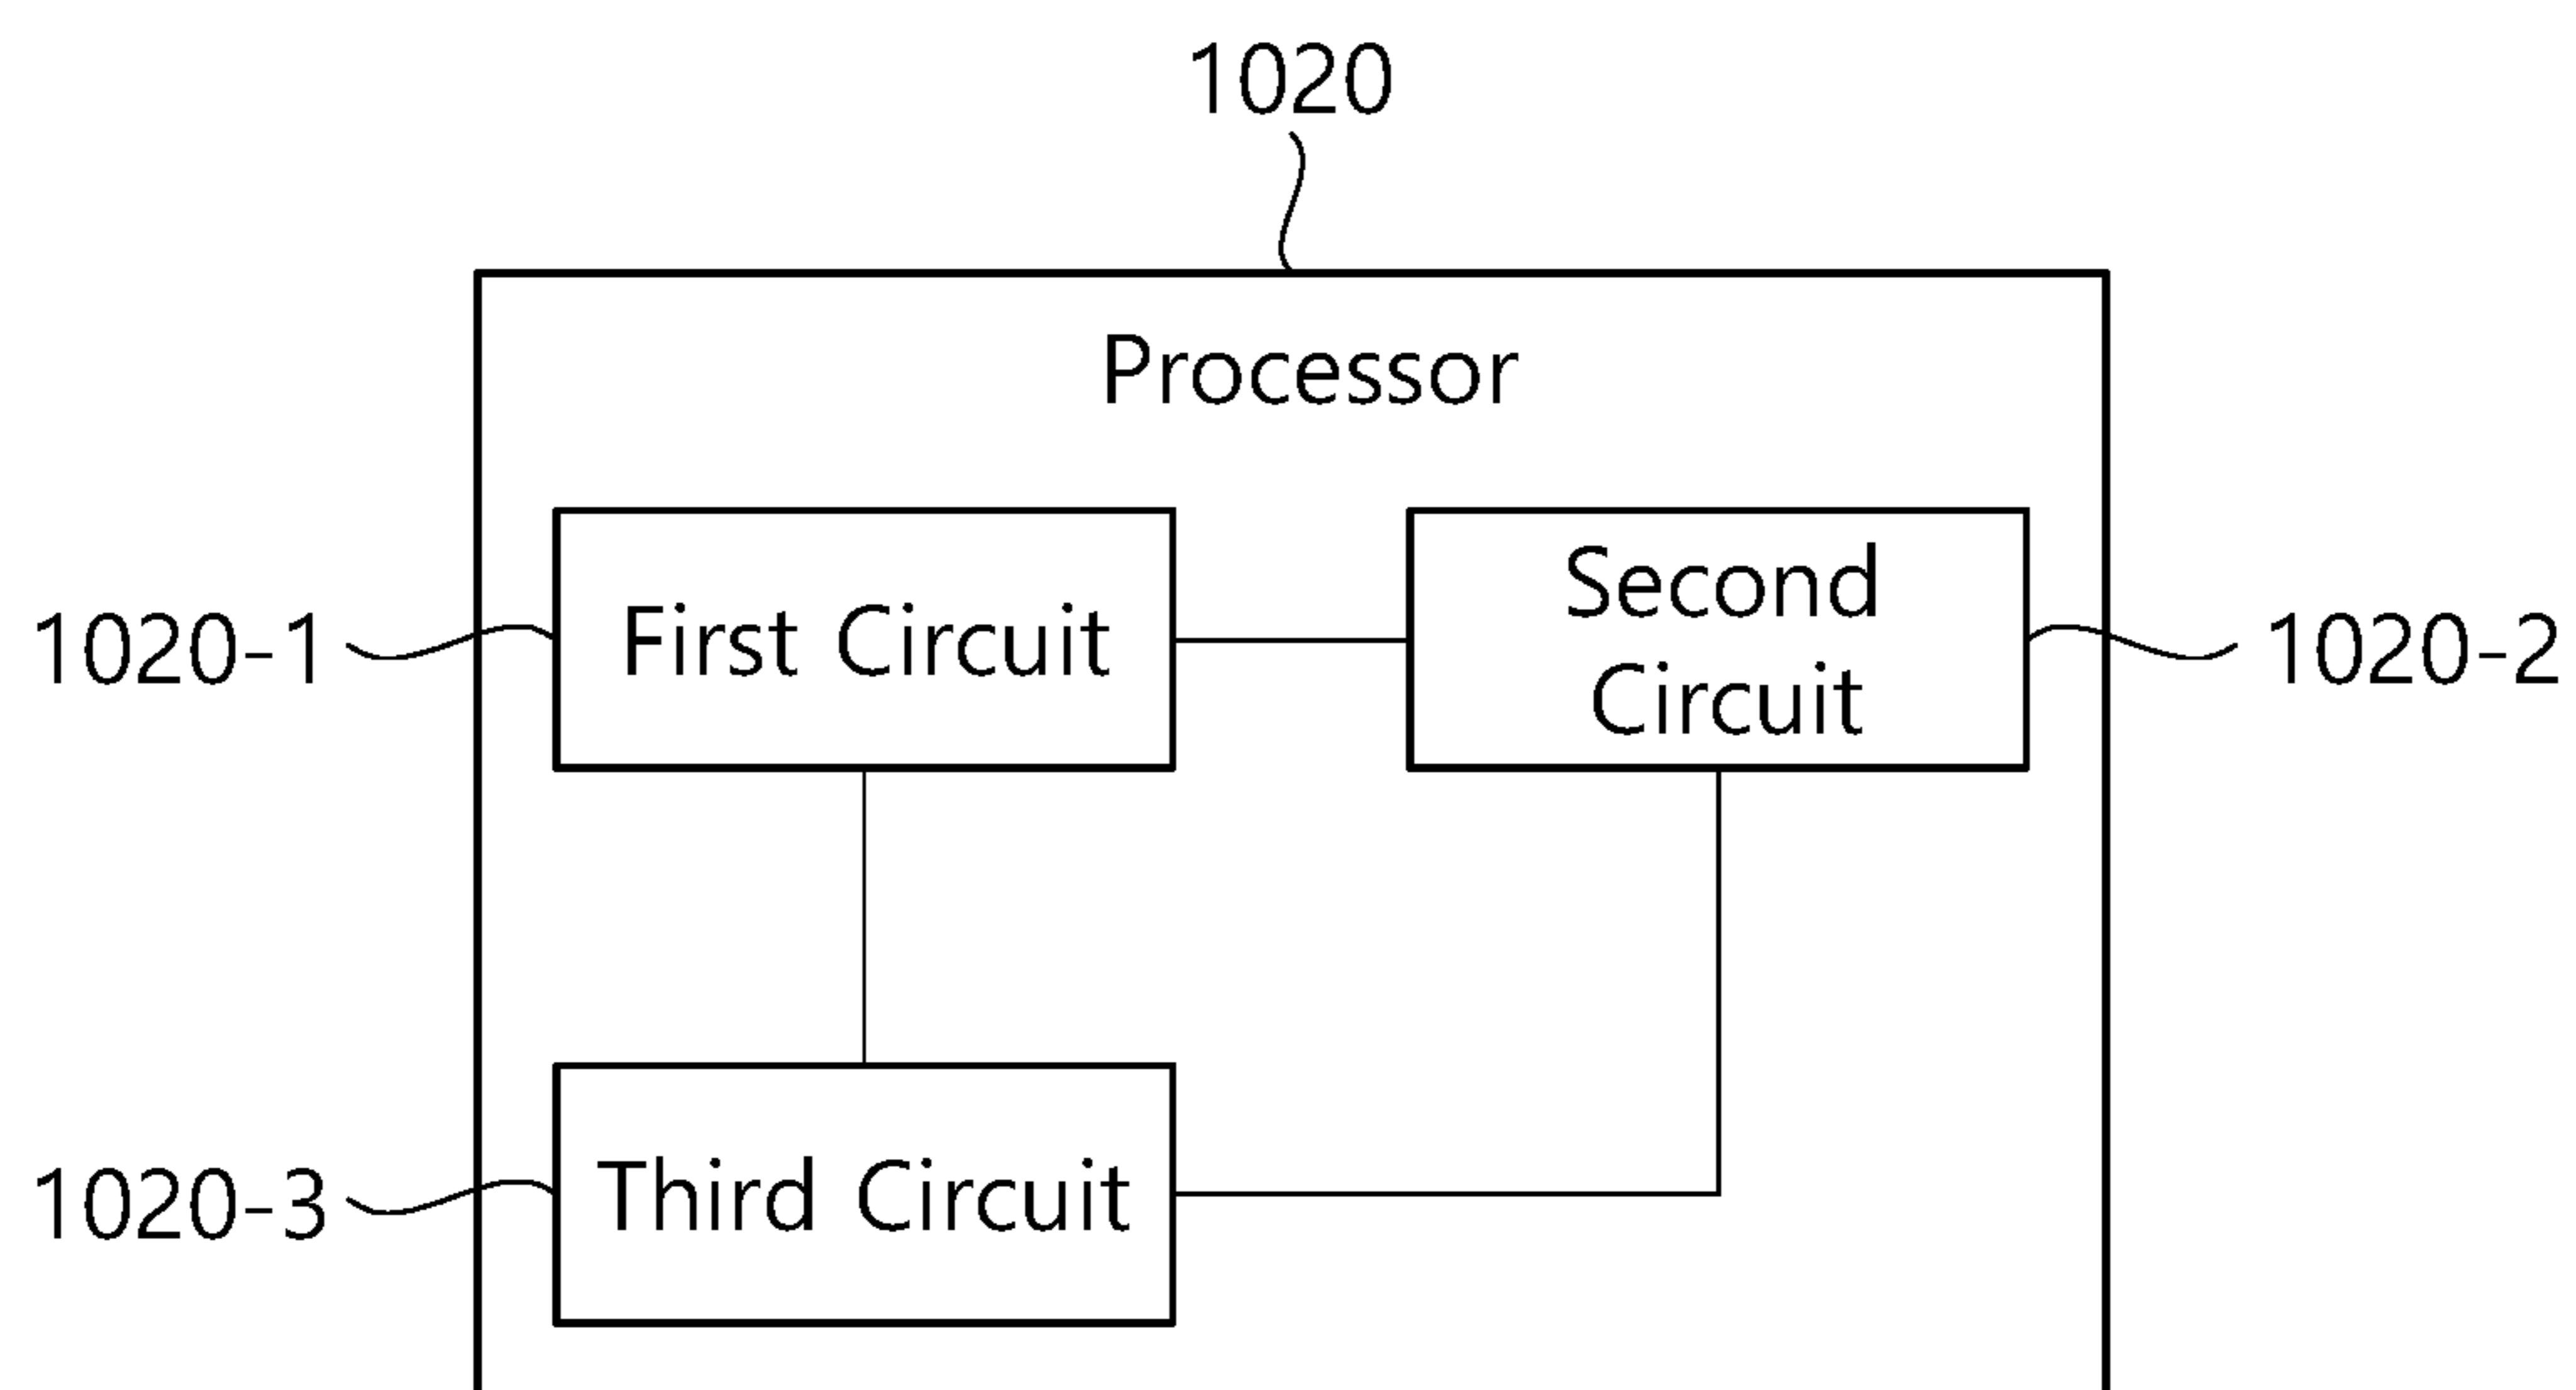 1020
Processor
1020-1
First Circuit
Second
Circuit
1020-2
1020-3
Third Circuit